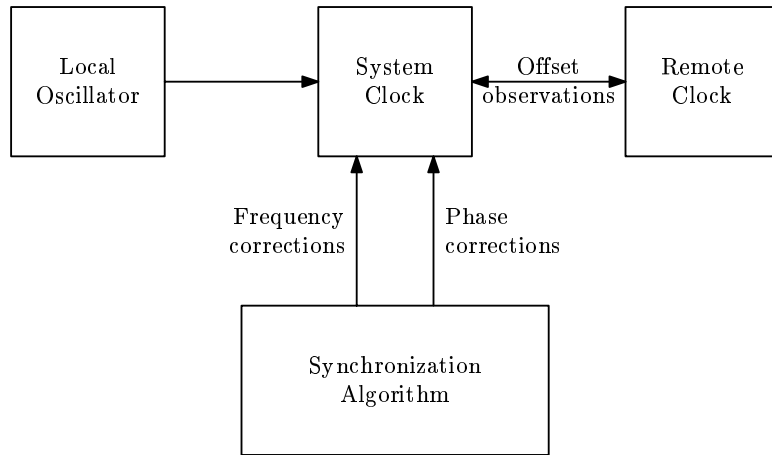 Local
Oscillator
System
Clock
Offset
observations
Remote
Clock
Frequency
corrections
Phase
corrections
Synchronization
Algorithm